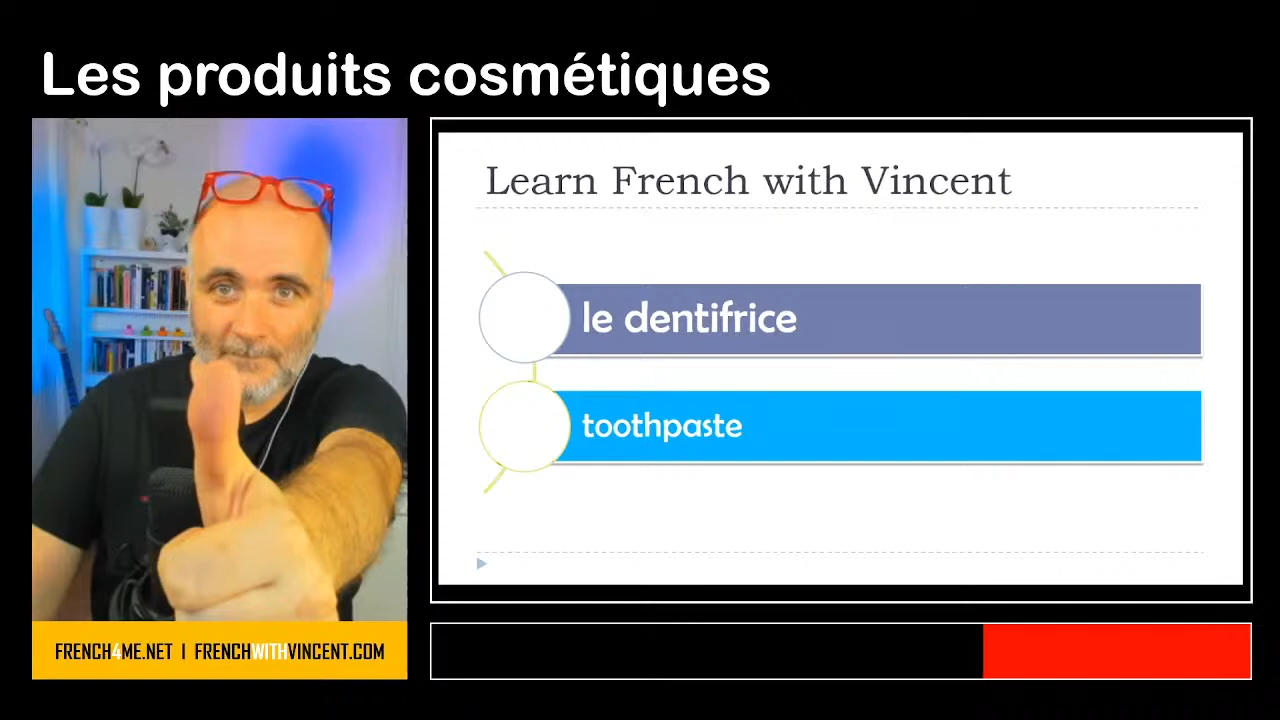 Les produits cosmétiques
Learn French with Vincent
le dentifrice
toothpaste
FRENCH4ME.NET I FRENCHWITHVINCENT.COM